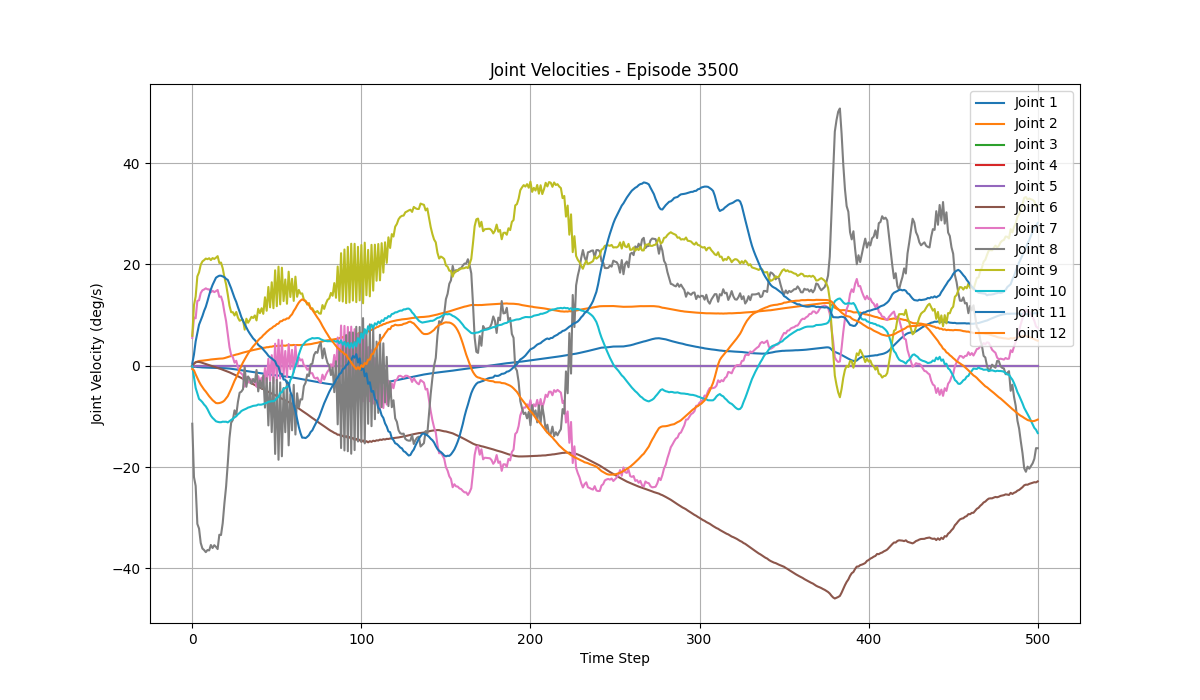 Joint Velocities - Episode 3500
Joint Velocity (deg/s)
40
20
0
−20
−40
0 100 200 300 400 500
Time Step
Joint 1
Joint 2
Joint 3
Joint 4
Joint 5
Joint 6
Joint 7
Joint 8
Joint 9
Joint 10
Joint 11
Joint 12